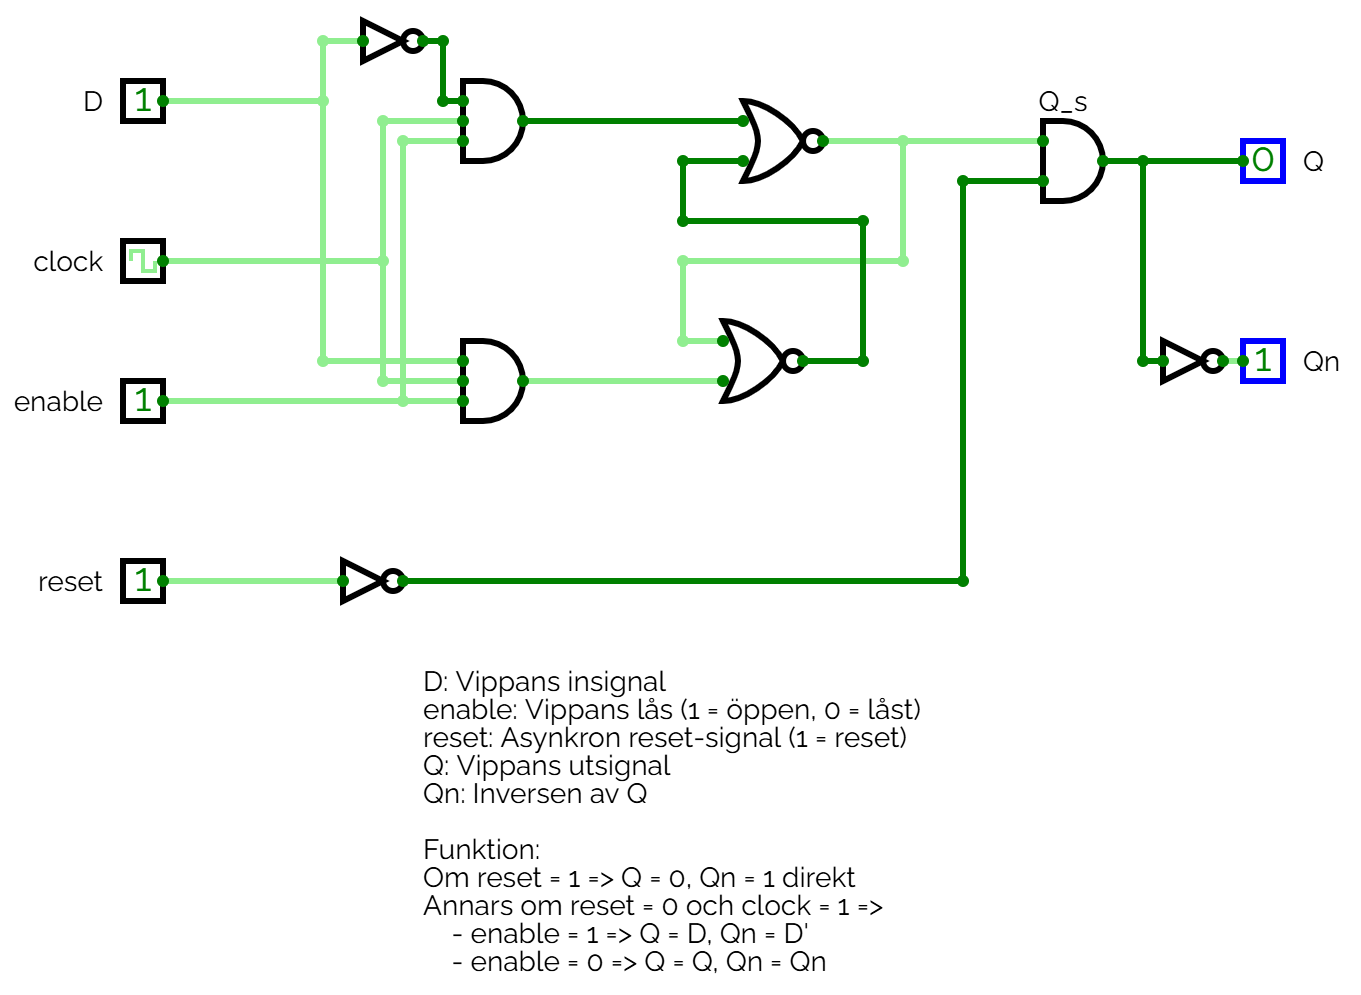 Q_s
D 1
0 Q
clock
1 Qn
enable 1
reset 1
D: Vippans insignal
enable: Vippans lås (1 = öppen, 0 = låst)
reset: Asynkron reset-signal (1 = reset)
Q: Vippans utsignal
Qn: Inversen av Q
Funktion:
Om reset = 1 => Q = 0, Qn = 1 direkt
Annars om reset = 0 och clock = 1 =>
- enable = 1 => Q = D, Qn = D'
- enable = 0 => Q = Q, Qn = Qn